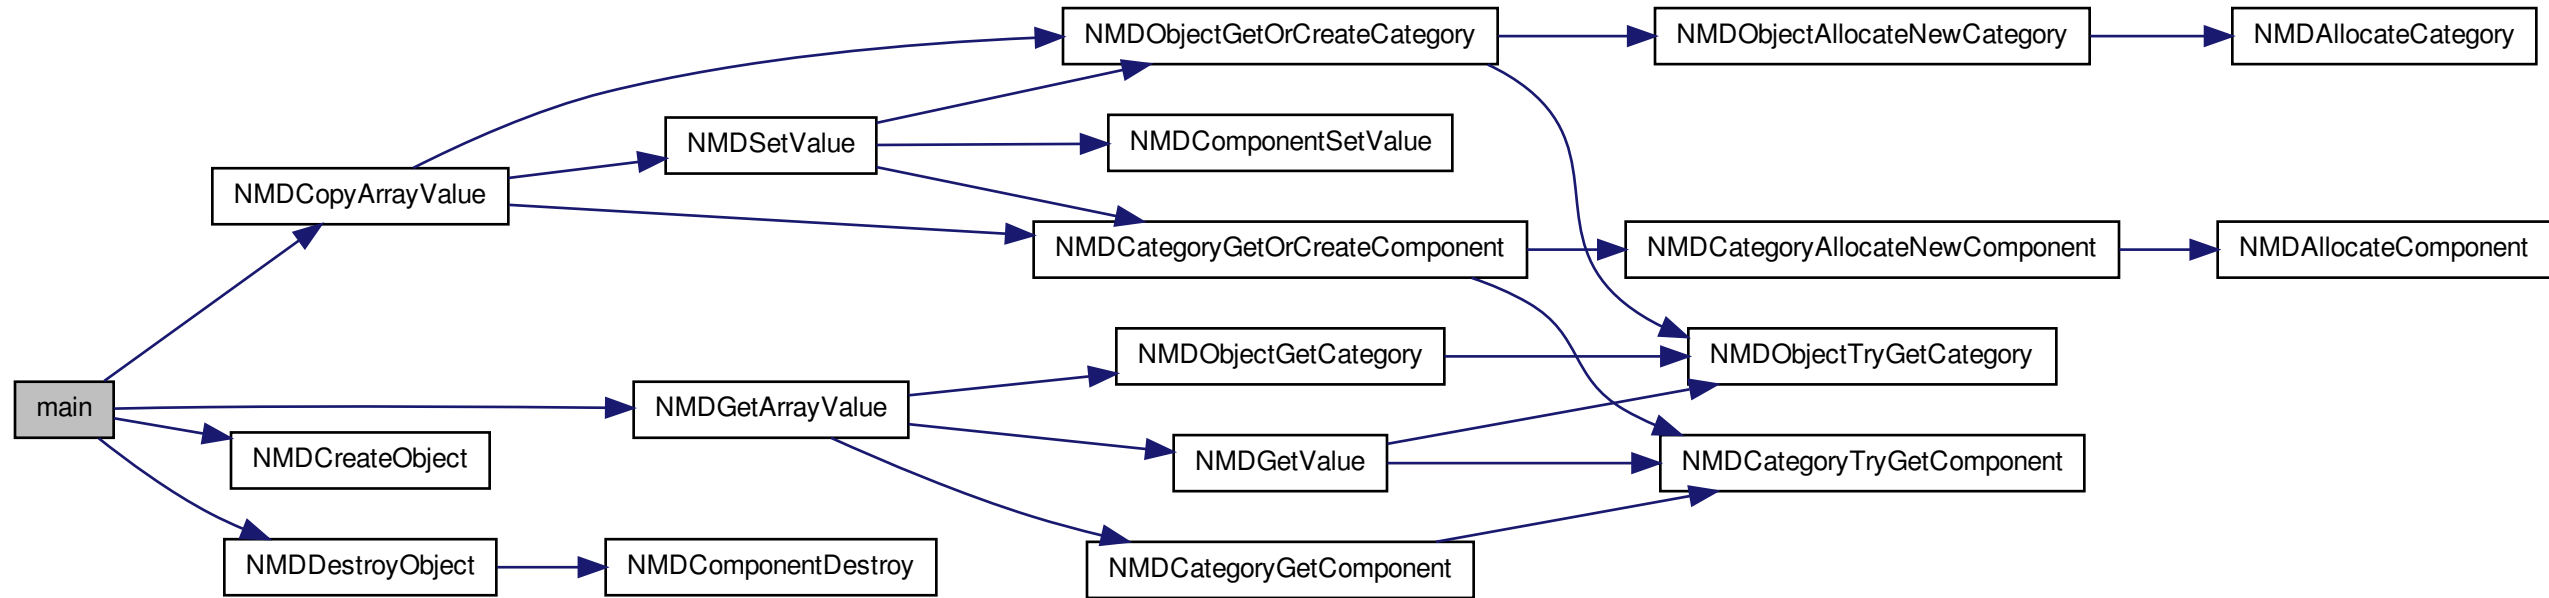 NMDObjectGetOrCreateCategory
NMDObjectAllocateNewCategory
NMDAllocateCategory
NMDSetValue
NMDComponentSetValue
NMDCopyArrayValue
NMDCategoryGetOrCreateComponent
NMDCategoryAllocateNewComponent
NMDAllocateComponent
NMDObjectGetCategory
NMDObjectTryGetCategory
main
NMDGetArrayValue
NMDCreateObject
NMDGetValue
NMDCategoryTryGetComponent
NMDDestroyObject
NMDComponentDestroy
NMDCategoryGetComponent